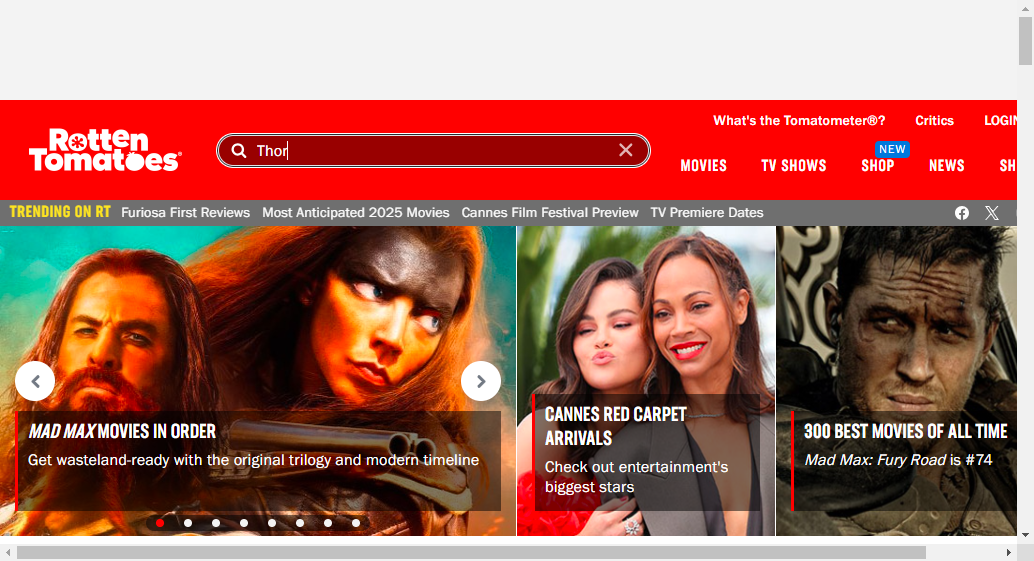 What's the Tomatometer®?
Critics
LOGIN
Rotten
Tomatoes
Thor
NEW
MOVIES
TV SHOWS
SHOP
NEWS
SH
TRENDING ON RT
Furiosa First Reviews
Most Anticipated 2025 Movies
Cannes Film Festival Preview
TV Premiere Dates
MAD MAX MOVIES IN ORDER
Get wasteland-ready with the original trilogy and modern timeline
CANNES RED CARPET
ARRIVALS
Check out entertainment's
biggest stars
300 BEST MOVIES OF ALL TIME
Mad Max: Fury Road is #74